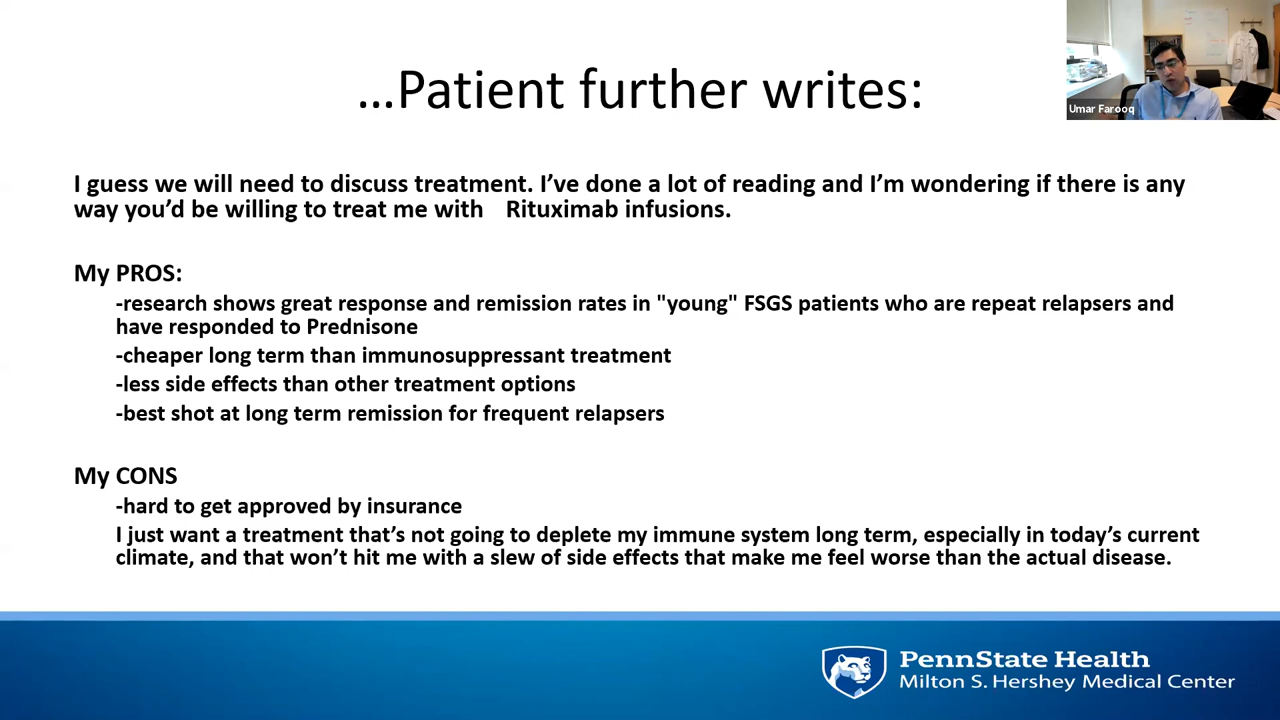 ...Patient further writes:
Umar Farooq
I guess we will need to discuss treatment. I've done a lot of reading and I'm wondering if there is any
way you'd be willing to treat me with Rituximab infusions.
My PROS:
-research shows great response and remission rates in "young" FSGS patients who are repeat relapsers and
have responded to Prednisone
-cheaper long term than immunosuppressant treatment
-less side effects than other treatment options
-best shot at long term remission for frequent relapsers
My CONS
-hard to get approved by insurance
I just want a treatment that's not going to deplete my immune system long term, especially in today's current
climate, and that won't hit me with a slew of side effects that make me feel worse than the actual disease.
PennState Health
Milton S. Hershey Medical Center